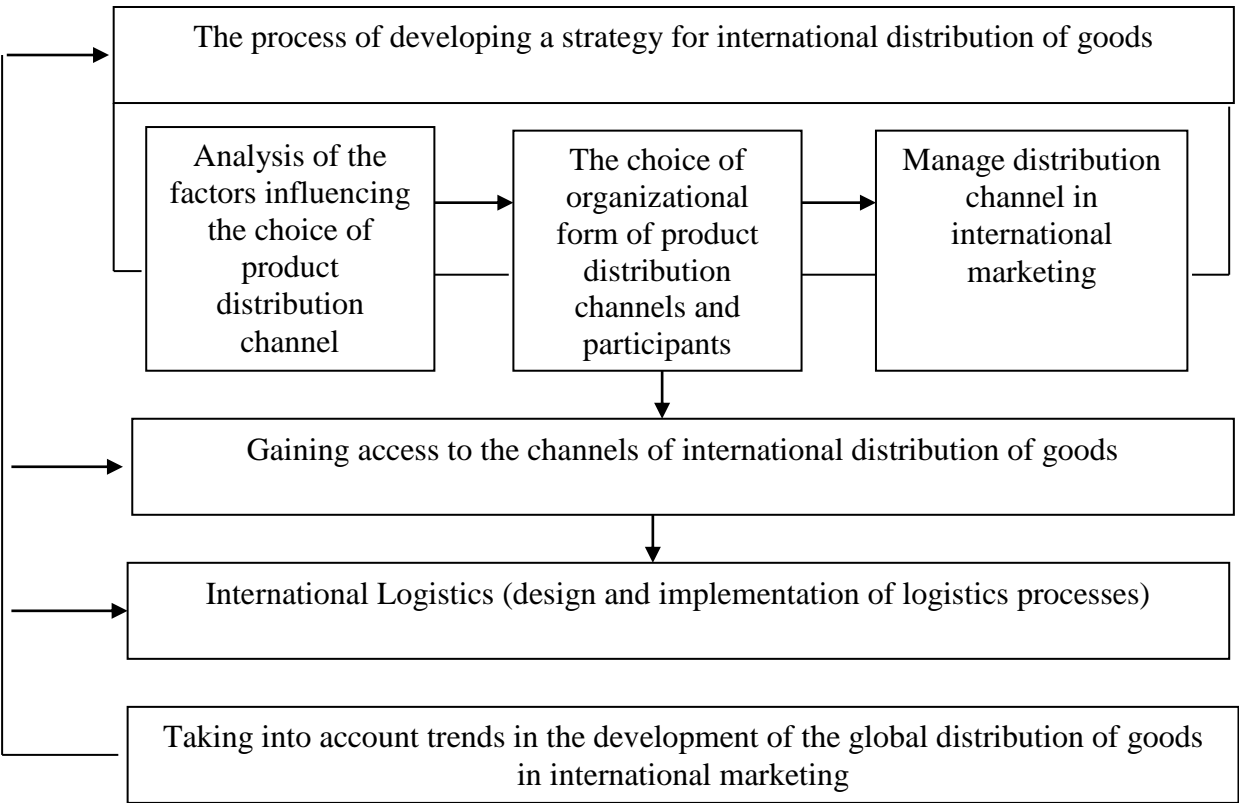 The process of developing a strategy for international distribution of goods
Analysis of the
factors influencing
the choice of
product
distribution
channel
The choice of
organizational
form of product
distribution
channels and
participants
Manage distribution
channel in
international
marketing
Gaining access to the channels of international distribution of goods
International Logistics (design and implementation of logistics processes)
Taking into account trends in the development of the global distribution of goods
in international marketing